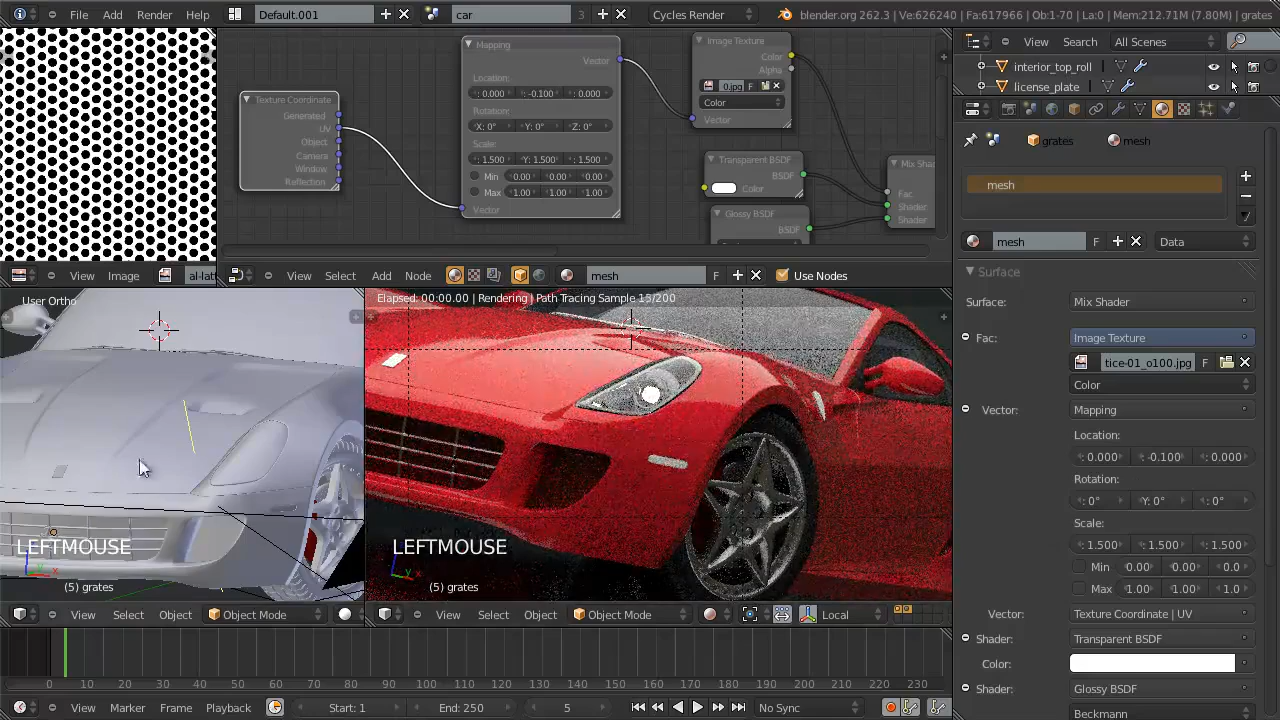 File Add Render Help Default.001 car 3 Cycles Render blender.org 262.3 | Ve:626240 | Fa:617966 | Ob:1-70 | La:0 | Mem:212.71M (7.80M) | grates
View Search All Scenes
interior_top_roll
license_plate
Texture Coordinate
Generated
UV
Object
Camera
Window
Reflection
Mapping
Vector
Location:
: 0.000 : -0.100 : 0.000
Rotation:
X: 0° Y: 0° Z: 0°
Scale:
: 1.500 Y: 1.500 : 1.500
Min 0.00 0.00 0.00
Max 1.00 1.00 1.00
Vector
Image Texture
Color
Alpha
0.jpg F
Color
Vector
Transparent BSDF
BSDF
Color
Glossy BSDF
BSDF
Mix Shad
Fac
Shader
Shader
View Image al-latt
View Select Add Node mesh F Use Nodes
User Ortho
LEFTMOUSE
(5) grates
View Select Object Object Mode
Elapsed: 00:00.00 | Rendering | Path Tracing Sample 15/200
LEFTMOUSE
(5) grates
View Select Object Object Mode Local
0 10 20 30 40 50 60 70 80 90 100 110 120 130 140 150 160 170 180 190 200 210 220 230
View Marker Frame Playback Start: 1 End: 250 5 No Sync
grates mesh
mesh
mesh F Data
Surface
Surface: Mix Shader
Fac: Image Texture
tice-01_o100.jpg F
Color
Vector: Mapping
Location:
: 0.000 : -0.100 : 0.000
Rotation:
: 0° Y: 0° : 0°
Scale:
: 1.500 : 1.500 : 1.500
Min 0.00 0.00 0.0
Max 1.00 1.00 1.0
Vector: Texture Coordinate | UV
Shader: Transparent BSDF
Color:
Shader: Glossy BSDF
Beckmann